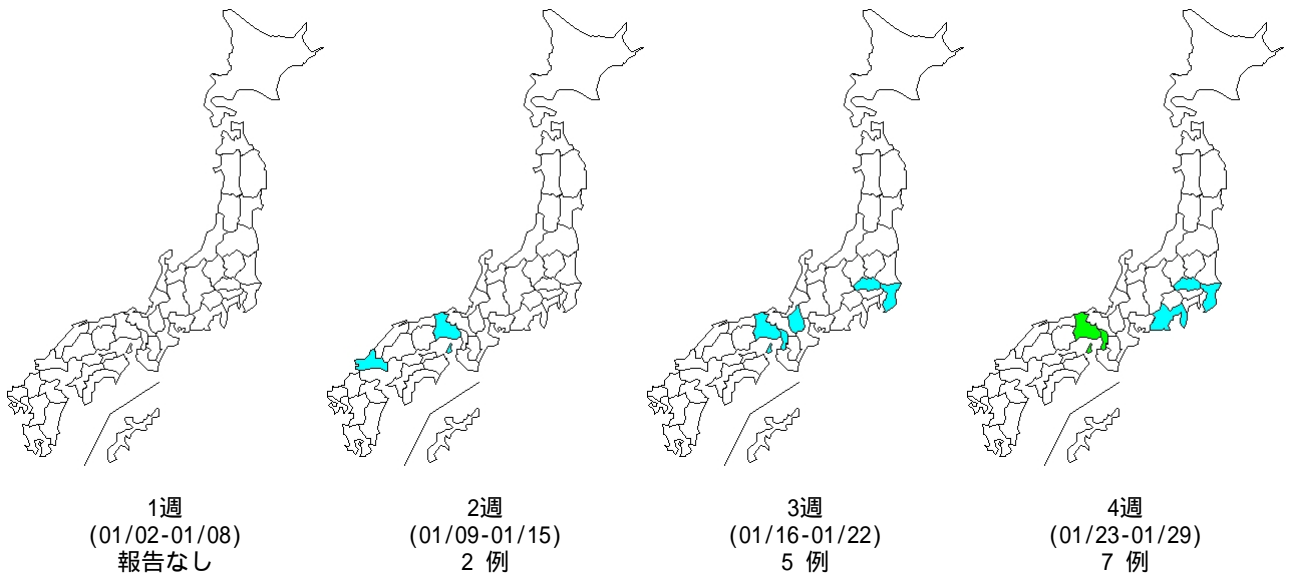 1週
(01/02-01/08)
報告なし
2週
(01/09-01/15)
2 例
3週
(01/16-01/22)
5 例
4週
(01/23-01/29)
7 例